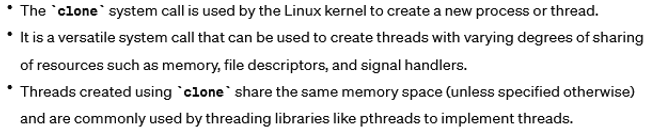 • The `clone` system call is used by the Linux kernel to create a new process or thread.
• It is a versatile system call that can be used to create threads with varying degrees of sharing
of resources such as memory, file descriptors, and signal handlers.
• Threads created using `clone` share the same memory space (unless specified otherwise)
and are commonly used by threading libraries like pthreads to implement threads.